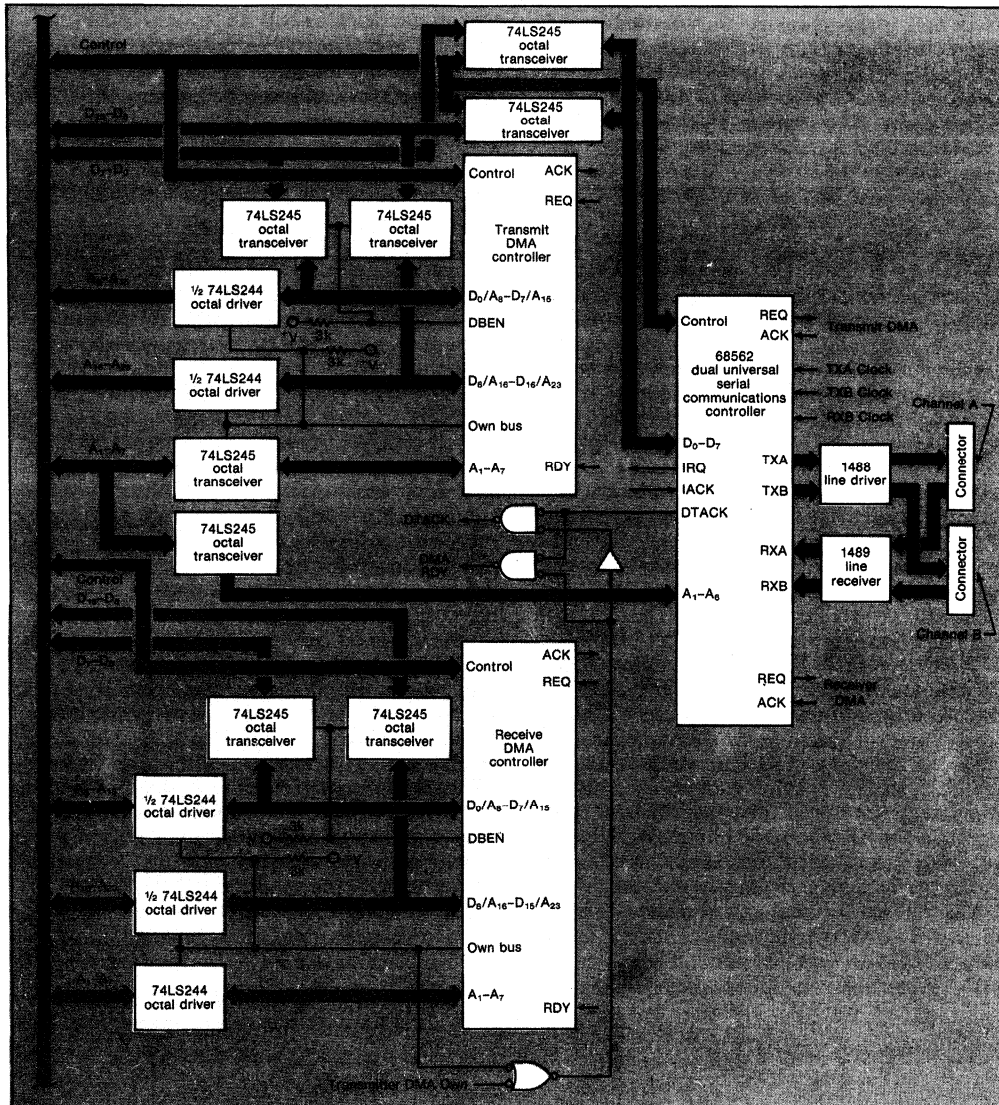 Control
74LS245
octal
transceiver
74LS245
octal
transceiver
Control
ACK
REQ
Transmit
DMA
controller
D₀/A₈–D₇/A₁₅
DBEN
D₈/A₁₆–D₁₆/A₂₃
Own bus
A₁–A₇
RDY
74LS245
octal
transceiver
74LS245
octal
transceiver
½ 74LS244
octal driver
½ 74LS244
octal driver
A₁–A₇
74LS245
octal
transceiver
74LS245
octal
transceiver
Control
REQ
ACK
Transmit DMA
68562
dual universal
serial
communications
controller
TXA Clock
TXB Clock
RXB Clock
D₀–D₇
IRQ
IACK
DTACK
TXA
TXB
RXA
RXB
A₁–A₆
REQ
ACK
Receiver
DMA
1488
line driver
1489
line
receiver
Connector
Connector
Channel A
Channel B
DTACK
DMA
RDY
Control
Control
ACK
REQ
Receive
DMA
controller
D₀/A₈–D₇/A₁₅
DBEN
D₈/A₁₆–D₁₅/A₂₃
Own bus
A₁–A₇
RDY
74LS245
octal
transceiver
74LS245
octal
transceiver
½ 74LS244
octal driver
½ 74LS244
octal driver
74LS244
octal driver
Transmitter DMA Own